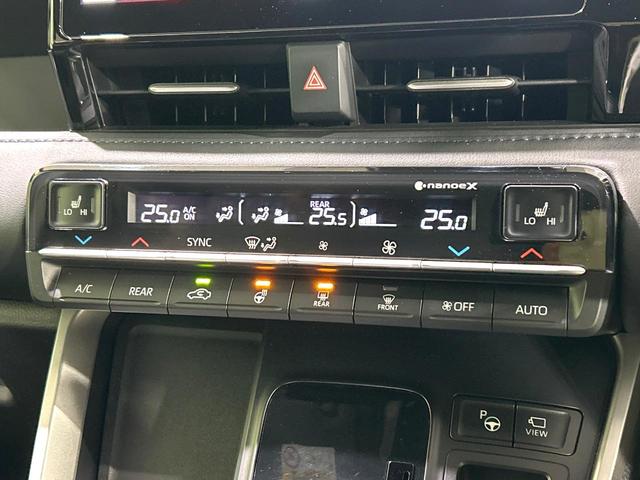 nanoeX
LO HI
25.0 A/C ON REAR 25.5 25.0
LO HI
SYNC
A/C REAR REAR FRONT OFF AUTO
P VIEW